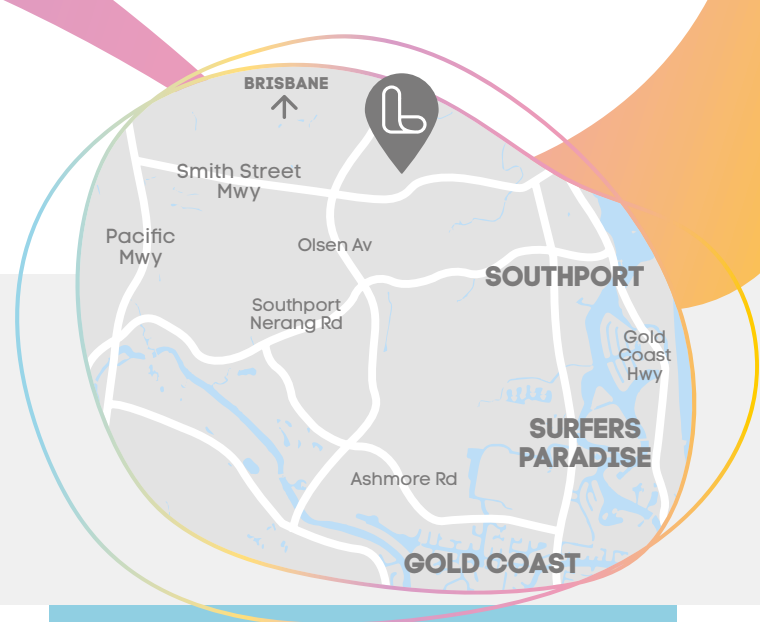 BRISBANE
Smith Street
Mwy
Pacific
Mwy
Olsen Av
SOUTHPORT
Southport
Nerang Rd
Gold
Coast
Hwy
SURFERS
PARADISE
Ashmore Rd
GOLD COAST